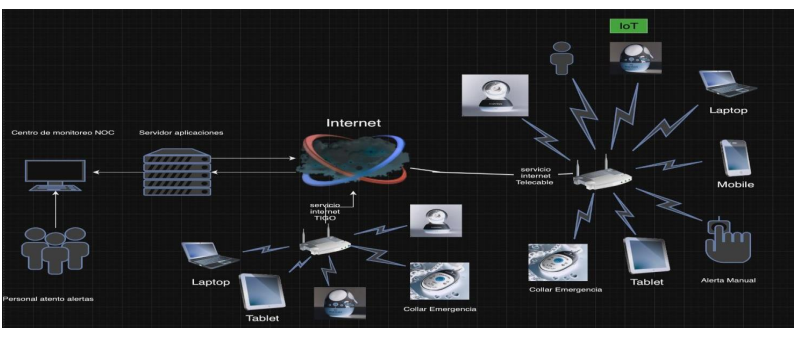 IoT
Laptop
Internet
Centro de monitoreo NOC
Servidor aplicaciones
servicio
internet
Telecable
Mobile
servicio
internet
TIGO
Laptop
Tablet
Collar Emergencia
Collar Emergencia
Tablet
Alerta Manual
Personal atento alertas